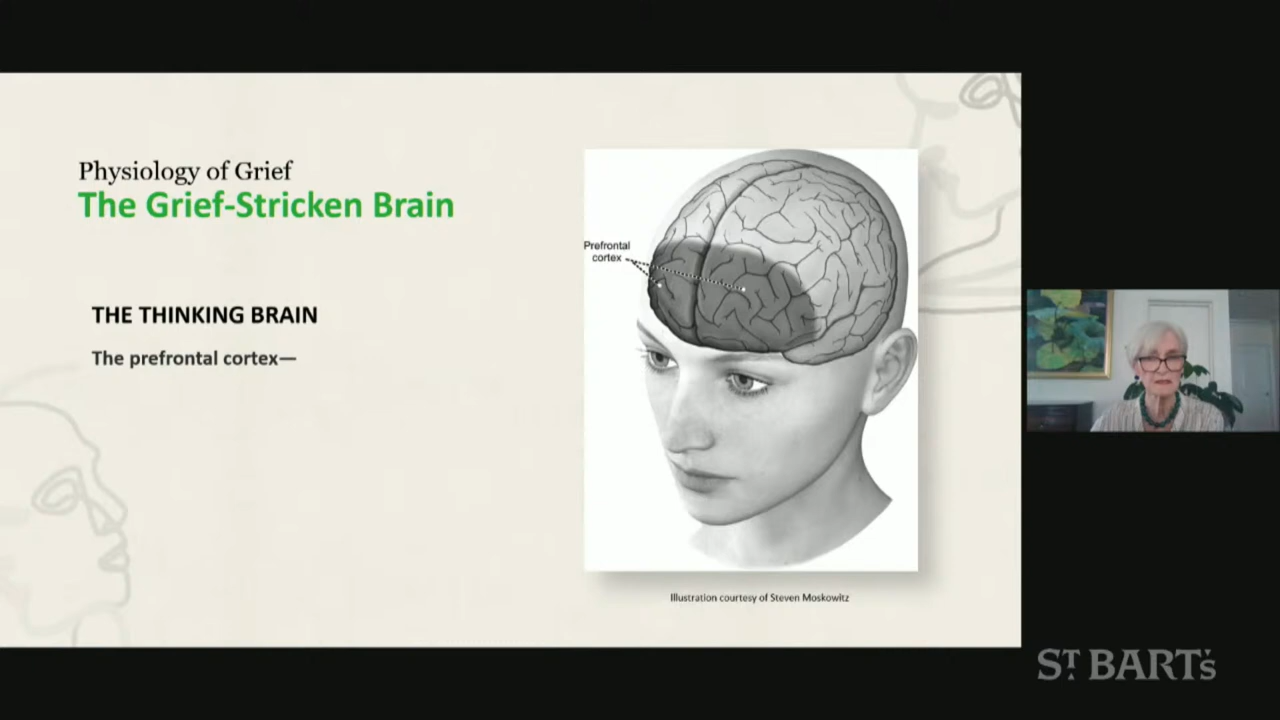 Physiology of Grief
The Grief-Stricken Brain
THE THINKING BRAIN
The prefrontal cortex—
Prefrontal
cortex
Illustration courtesy of Steven Moskowitz
ST. BART'S